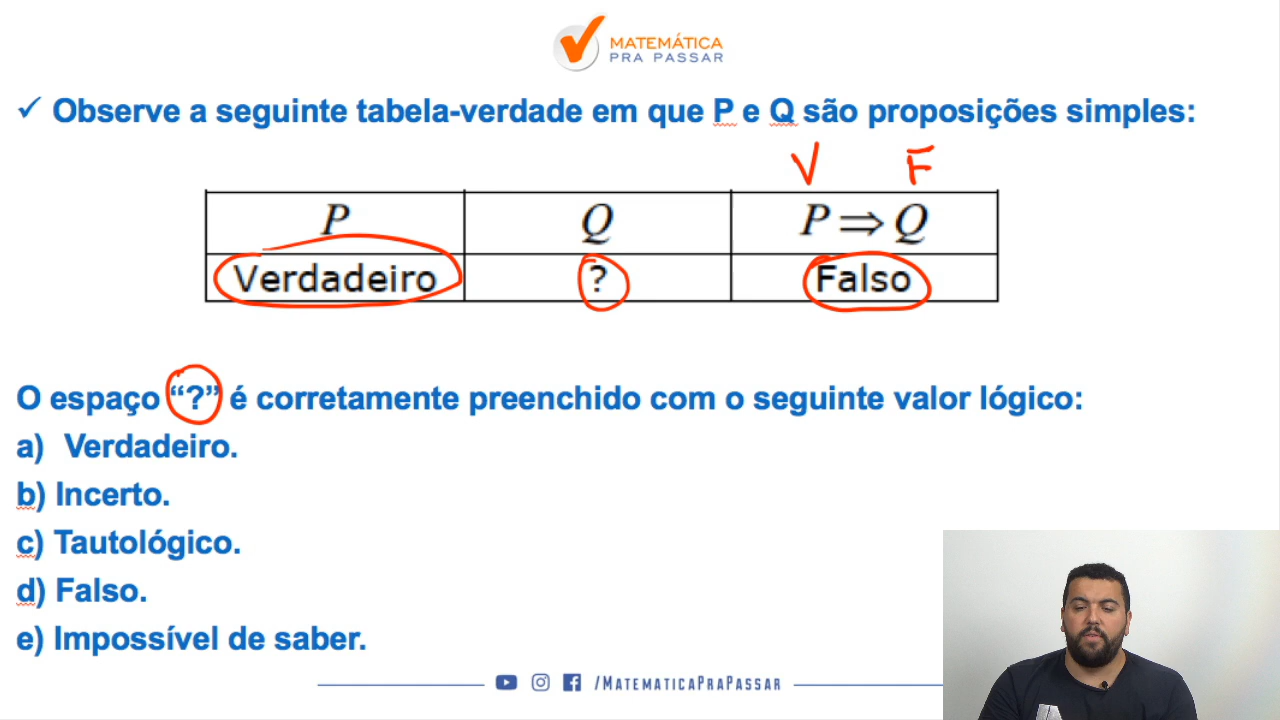 MATEMÁTICA
PRA PASSAR
✓ Observe a seguinte tabela-verdade em que P e Q são proposições simples:
V F
P Q P ⇒ Q
Verdadeiro ? Falso
O espaço “?” é corretamente preenchido com o seguinte valor lógico:
a) Verdadeiro.
b) Incerto.
c) Tautológico.
d) Falso.
e) Impossível de saber.
/MATEMATICAPRAPASSAR